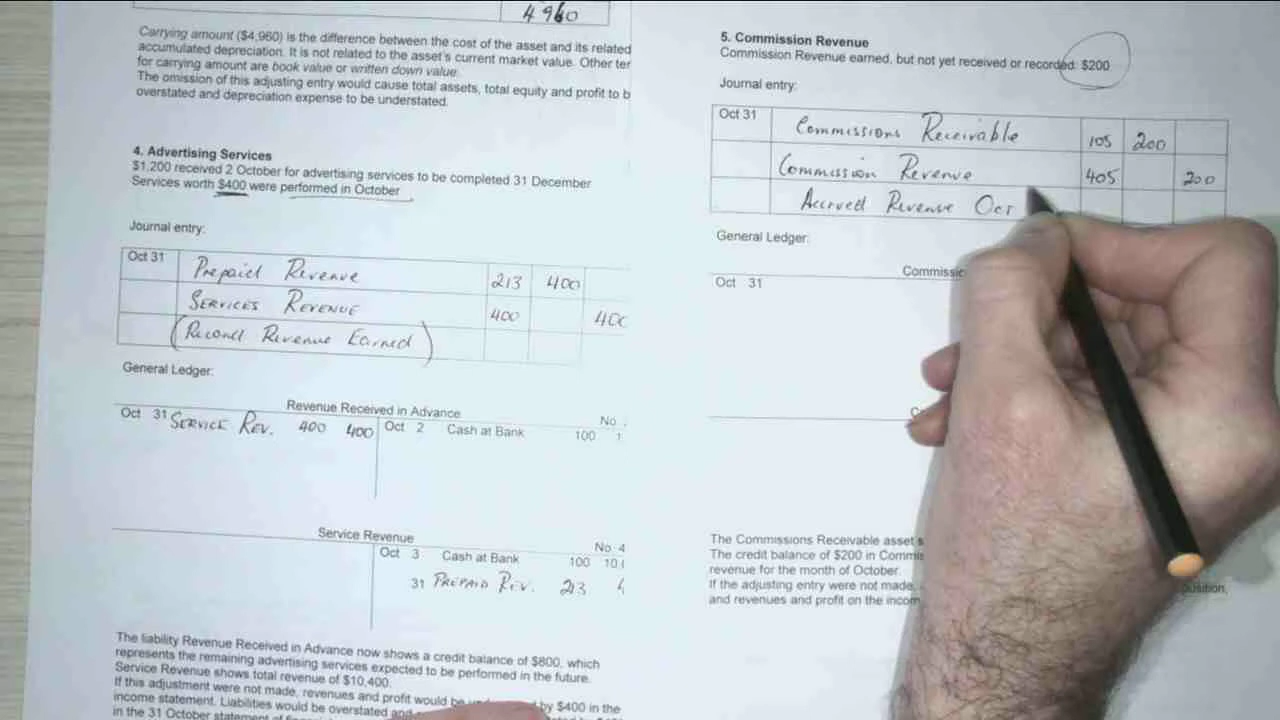 4960
Carrying amount ($4,960) is the difference between the cost of the asset and its related
accumulated depreciation. It is not related to the asset's current market value. Other
for carrying amount are book value or written down value.
The omission of this adjusting entry would cause total assets, total equity and profit to
overstated and depreciation expense to be understated.
4. Advertising Services
$1,200 received 2 October for advertising services to be completed 31 December
Services worth $400 were performed in October
Journal entry:
Oct 31 Prepaid Revenue 213 400
Services Revenue 400 400
(Record Revenue Earned)
General Ledger:
Revenue Received in Advance No
Oct 31 Service Rev. 400 400 Oct 2 Cash at Bank 100 1
Service Revenue No 4
Oct 3 Cash at Bank 100 10
31 Prepaid Rev. 213
The liability Revenue Received in Advance now shows a credit balance of $800, which
represents the remaining advertising services expected to be performed in the future.
Service Revenue shows total revenue of $10,400.
If this adjustment were not made, revenues and profit would be by $400 in the
income statement. Liabilities would be overstated
in the 31 October statement of
5. Commission Revenue
Commission Revenue earned, but not yet received or recorded: $200
Journal entry:
Oct 31 Commissions Receivable 105 200
Commission Revenue 405 200
Accrued Revenue Oct
General Ledger:
Oct 31
The Commissions Receivable asset
The credit balance of $200 in
revenue for the month of October.
If the adjusting entry were not made,
and revenues and profit on the